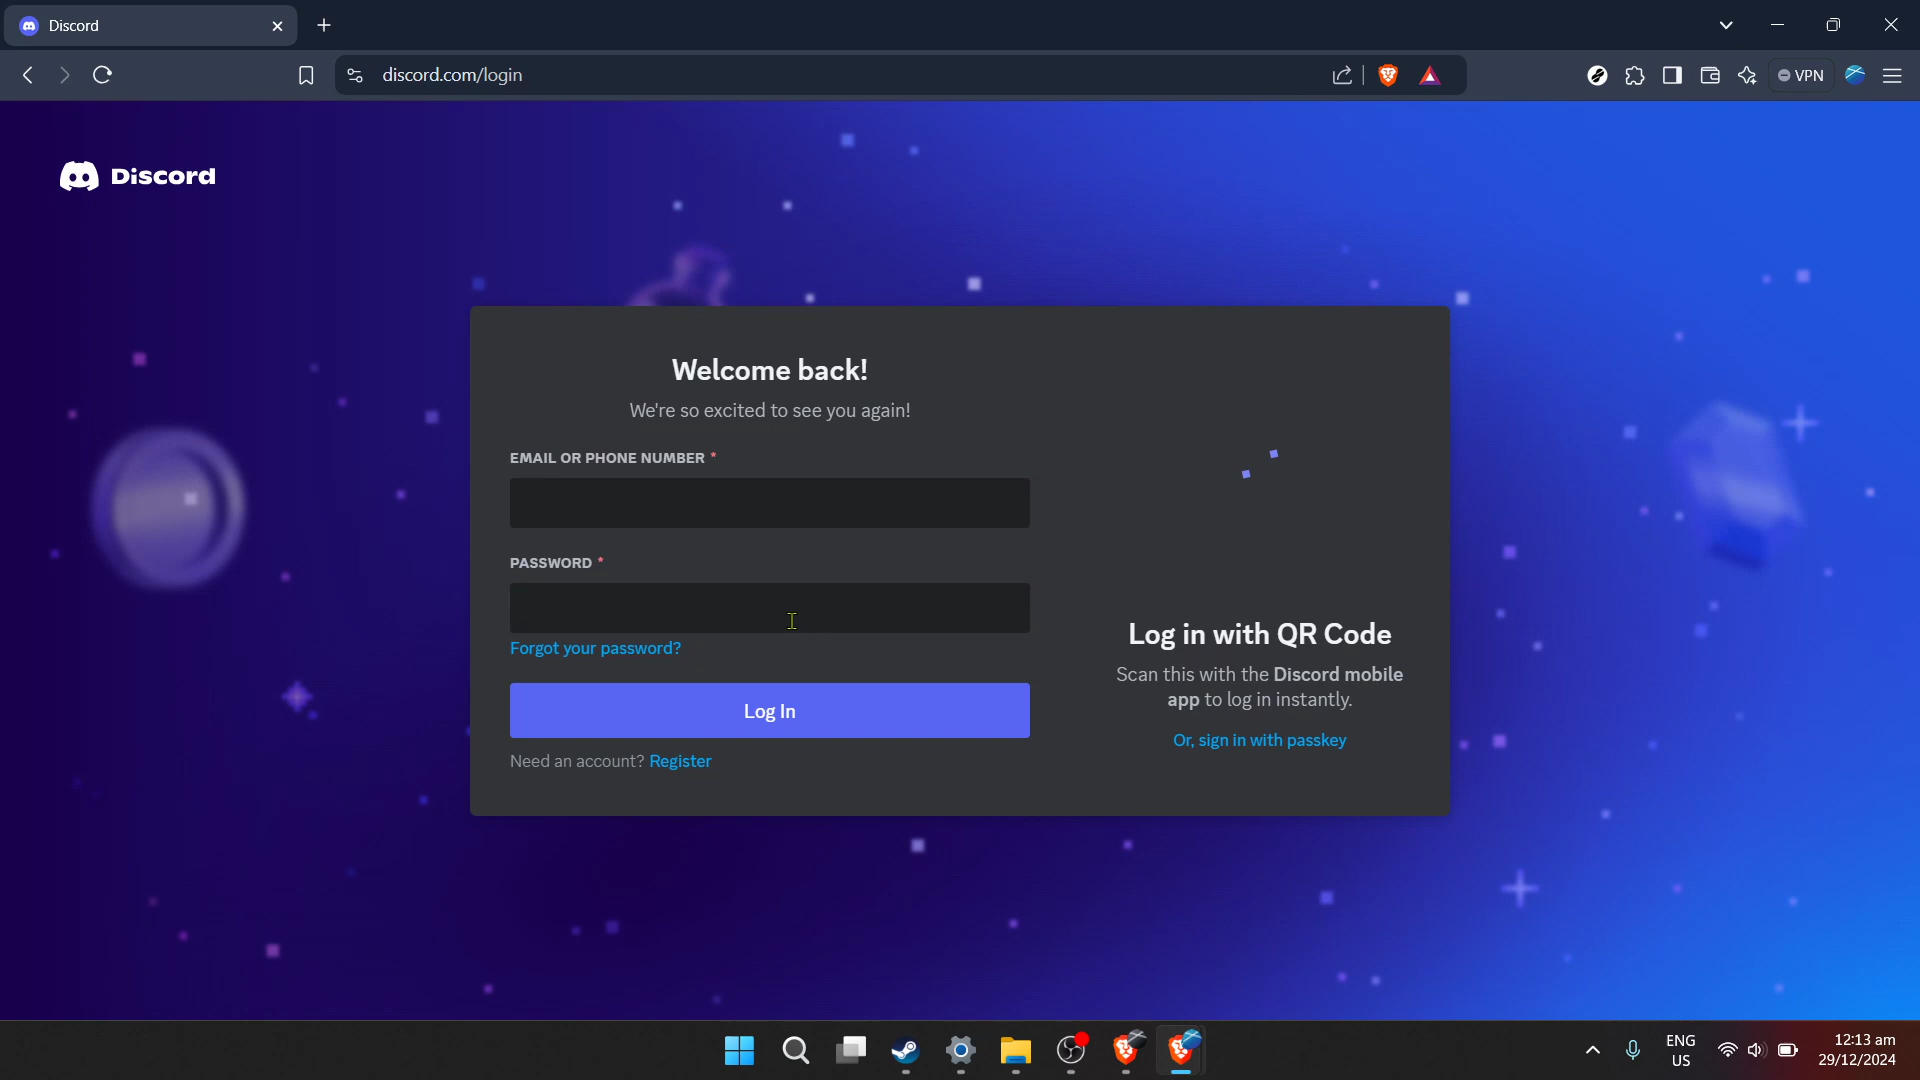 Discord
discord.com/login
VPN
Discord
Welcome back!
We're so excited to see you again!
EMAIL OR PHONE NUMBER *
PASSWORD *
Forgot your password?
Log In
Need an account? Register
Log in with QR Code
Scan this with the Discord mobile
app to log in instantly.
Or, sign in with passkey
ENG
US
12:13 am
29/12/2024